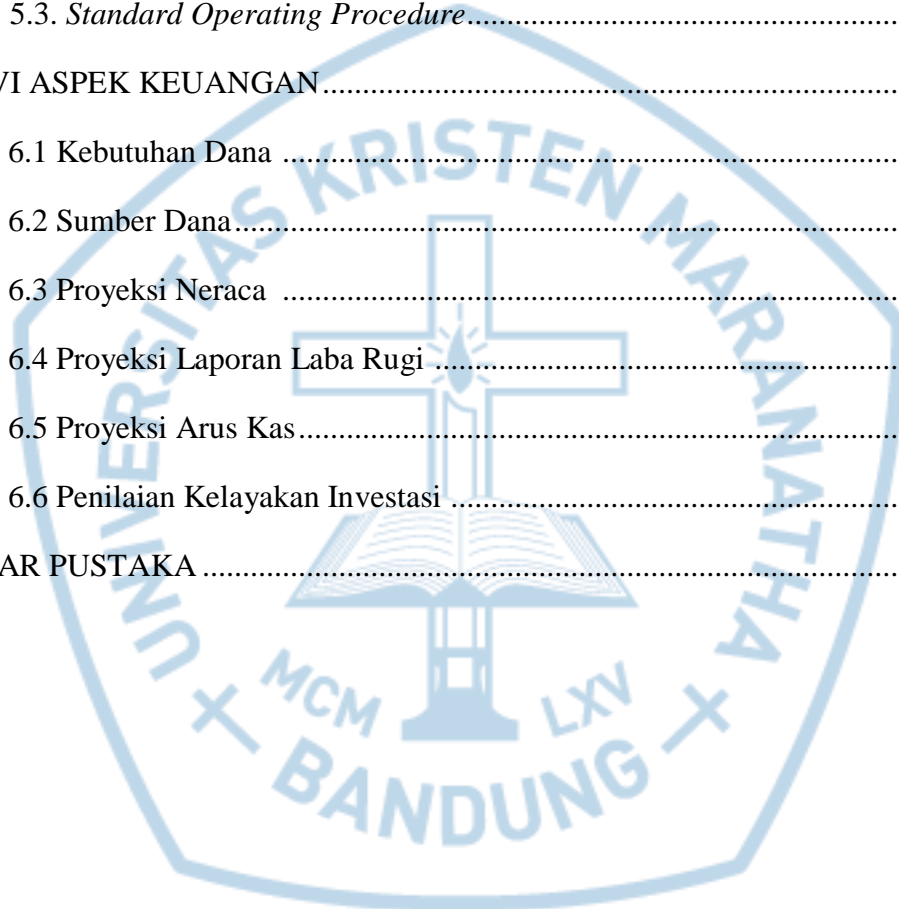 5.3. Standard Operating Procedure..........................................................
VI ASPEK KEUANGAN..........................................................................
6.1 Kebutuhan Dana ..............................................................................
6.2 Sumber Dana...................................................................................
6.3 Proyeksi Neraca ..............................................................................
6.4 Proyeksi Laporan Laba Rugi ...........................................................
6.5 Proyeksi Arus Kas............................................................................
6.6 Penilaian Kelayakan Investasi .........................................................
AR PUSTAKA ........................................................................................
UNIVERSITAS KRISTEN MARANATHA
MCM LXV
BANDUNG